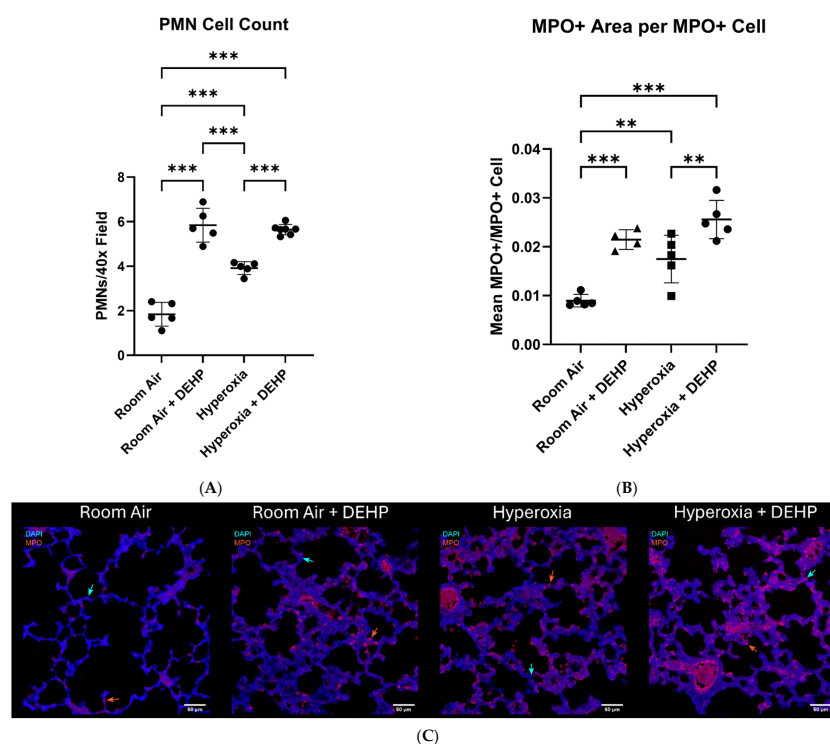 PMN Cell Count
***
***
***
***
***
PMNs/40x Field
8
6
4
2
0
Room Air
Room Air + DEHP
Hyperoxia
Hyperoxia + DEHP
(A)
MPO+ Area per MPO+ Cell
***
**
***
**
Mean MPO+/MPO+ Cell
0.04
0.03
0.02
0.01
0.00
Room Air
Room Air + DEHP
Hyperoxia
Hyperoxia + DEHP
(B)
Room Air
DAPI
MPO
50 µm
Room Air + DEHP
DAPI
MPO
50 µm
Hyperoxia
DAPI
MPO
50 µm
Hyperoxia + DEHP
DAPI
MPO
50 µm
(C)